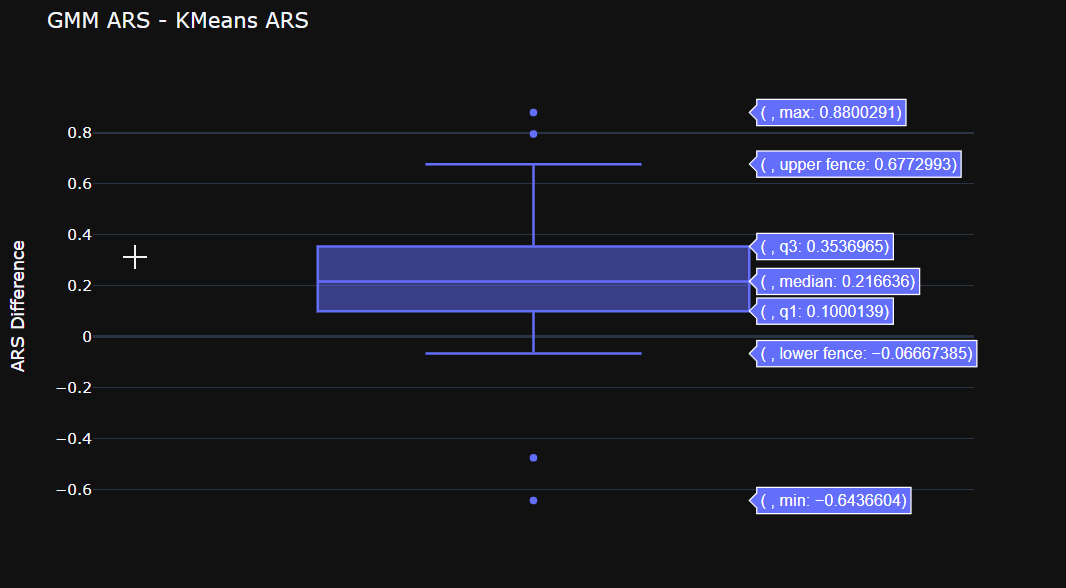 GMM ARS - KMeans ARS
( , max: 0.8800291)
0.8
( , upper fence: 0.6772993)
0.6
0.4
( , q3: 0.3536965)
ARS Difference
0.2
( , median: 0.216636)
( , q1: 0.1000139)
0
( , lower fence: −0.06667385)
−0.2
−0.4
−0.6
( , min: −0.6436604)